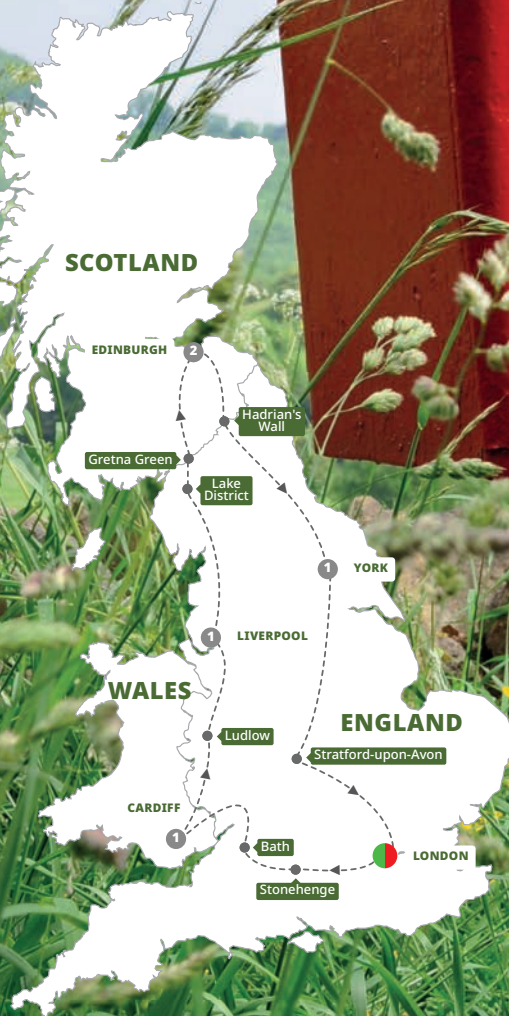 SCOTLAND
EDINBURGH
2
Hadrian's
Wall
Gretna Green
Lake
District
1
YORK
1
LIVERPOOL
WALES
ENGLAND
Ludlow
Stratford-upon-Avon
CARDIFF
1
Bath
LONDON
Stonehenge